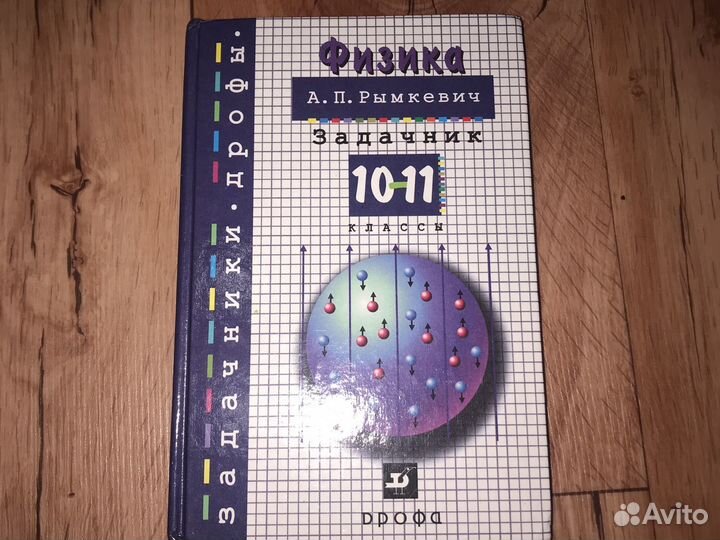 Физика
А.П.Рымкевич
Задачник
10-11
классы
дрофа
задачники.дрофы.
Avito